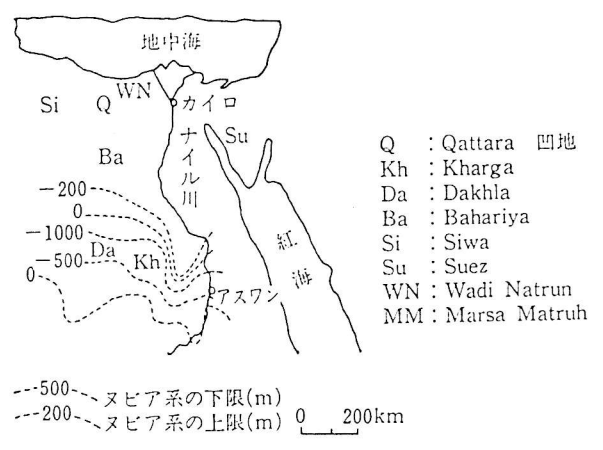 地中海
WN
Si
Q
カイロ
Su
Ba
ナイル川
-200
0
-1000
Da
Kh
-500
0
アスワン
紅海
Q : Qattara 凹地
Kh : Kharga
Da : Dakhla
Ba : Bahariya
Si : Siwa
Su : Suez
WN : Wadi Natrun
MM : Marsa Matruh
-500 ヌビア系の下限(m)
-200 ヌビア系の上限(m)
0 200km